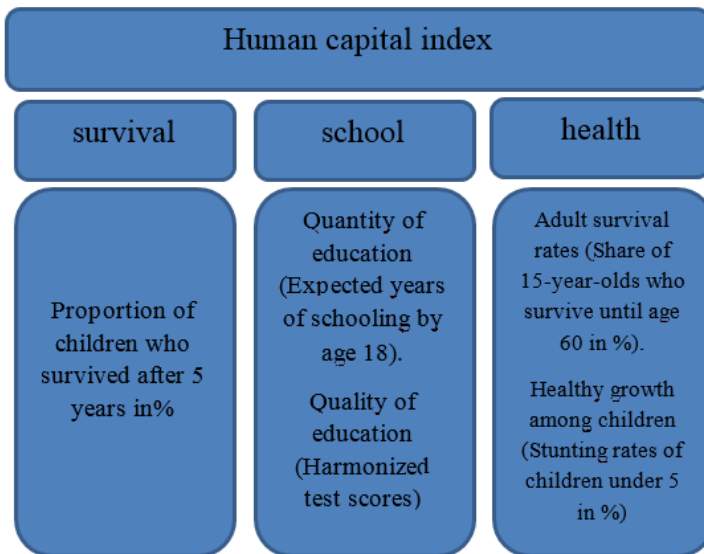 Human capital index
survival
school
health
Proportion of
children who
survived after 5
years in%
Quantity of
education
(Expected years
of schooling by
age 18).
Quality of
education
(Harmonized
test scores)
Adult survival
rates (Share of
15-year-olds who
survive until age
60 in %).
Healthy growth
among children
(Stunting rates of
children under 5
in %)